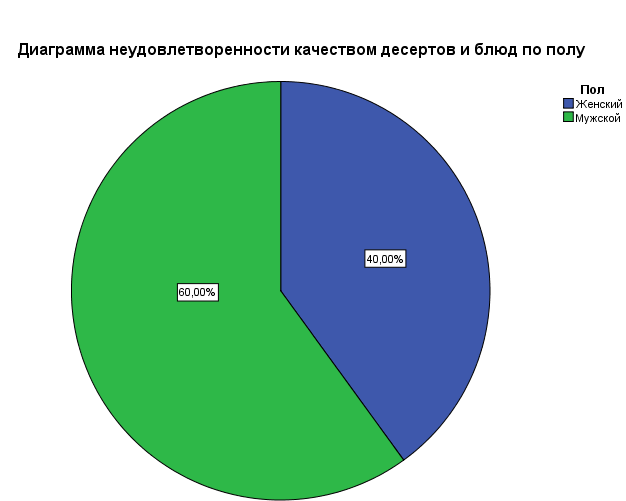 Диаграмма неудовлетворенности качеством десертов и блюд по полу
Пол
Женский
Мужской
40,00%
60,00%